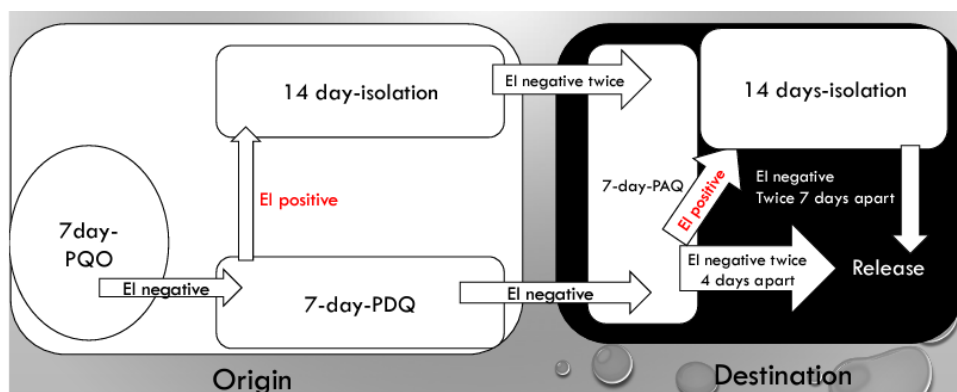 14 day-isolation
EI negative twice
14 days-isolation
7-day-PAQ
EI positive
EI negative
Twice 7 days apart
EI positive
7day-
PQO
EI negative
7-day-PDQ
EI negative
EI negative twice
4 days apart
Release
Origin
Destination